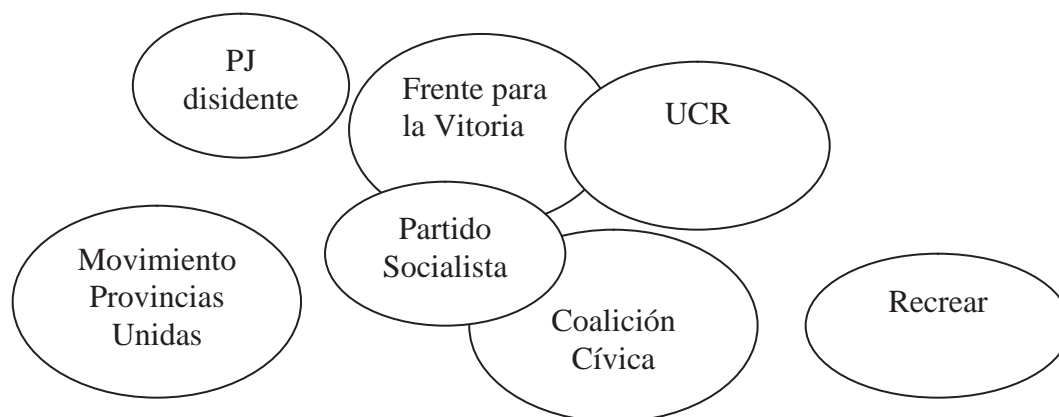 PJ
disidente
Frente para
la Vitoria
UCR
Partido
Socialista
Movimiento
Provincias
Unidas
Coalición
Cívica
Recrear